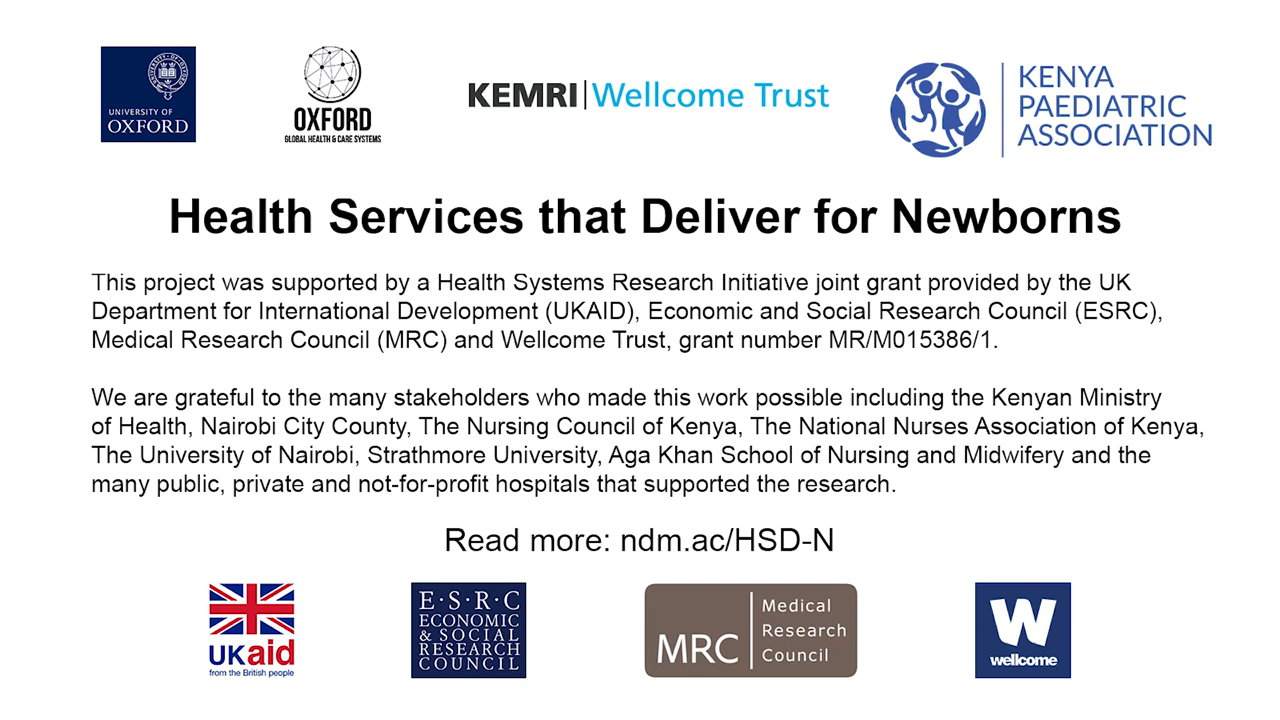 UNIVERSITY OF
OXFORD
OXFORD
GLOBAL HEALTH & CARE SYSTEMS
KEMRI Wellcome Trust
KENYA
PAEDIATRIC
ASSOCIATION
Health Services that Deliver for Newborns
This project was supported by a Health Systems Research Initiative joint grant provided by the UK
Department for International Development (UKAID), Economic and Social Research Council (ESRC),
Medical Research Council (MRC) and Wellcome Trust, grant number MR/M015386/1.
We are grateful to the many stakeholders who made this work possible including the Kenyan Ministry
of Health, Nairobi City County, The Nursing Council of Kenya, The National Nurses Association of Kenya,
The University of Nairobi, Strathmore University, Aga Khan School of Nursing and Midwifery and the
many public, private and not-for-profit hospitals that supported the research.
Read more: ndm.ac/HSD-N
UKaid
from the British people
E·S·R·C
ECONOMIC
& SOCIAL
RESEARCH
COUNCIL
MRC
Medical
Research
Council
W
wellcome